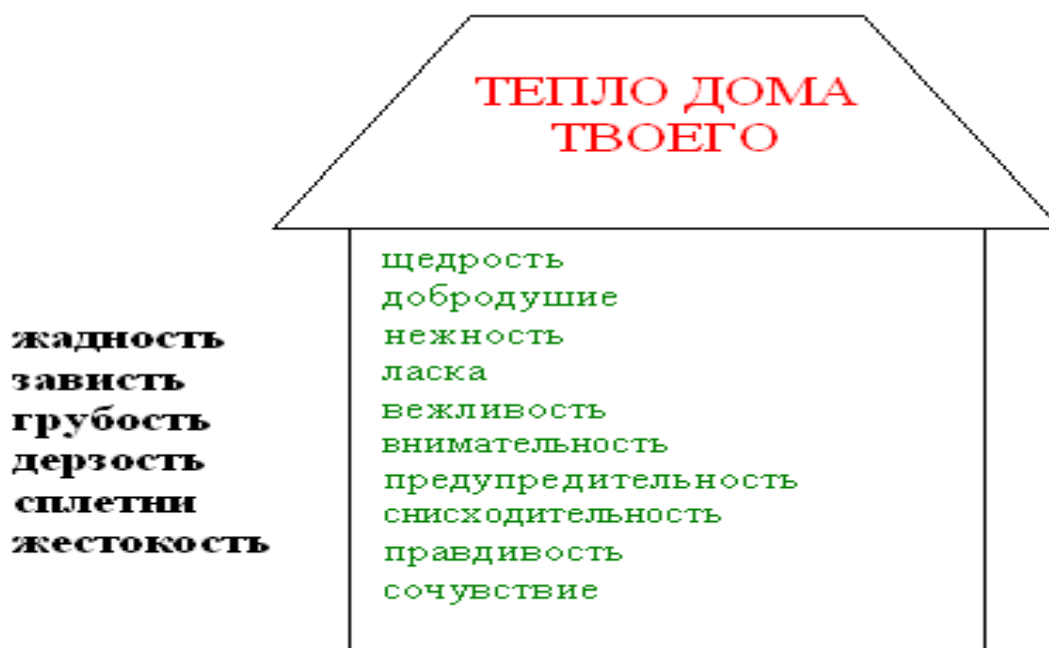 ТЕПЛО ДОМА
ТВОЕГО
щедрость
добродушие
нежность
ласка
вежливость
внимательность
предупредительность
снисходительность
правдивость
сочувствие
жадность
зависть
грубость
дерзость
сплетни
жестокость